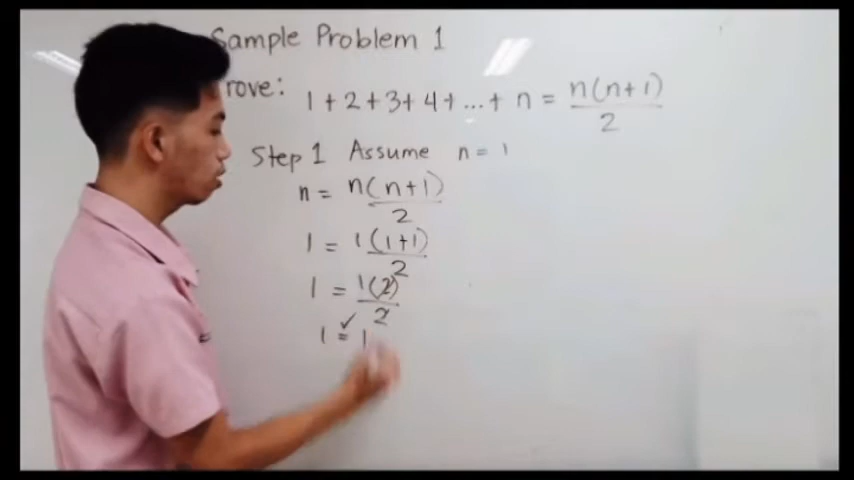 Sample Problem 1
rove: 1 + 2 + 3 + 4 + ... + n = n(n+1)/2
Step 1 Assume n = 1
n = n(n+1)/2
1 = 1(1+1)/2
1 = 1(2)/2
1 = 1 ✓